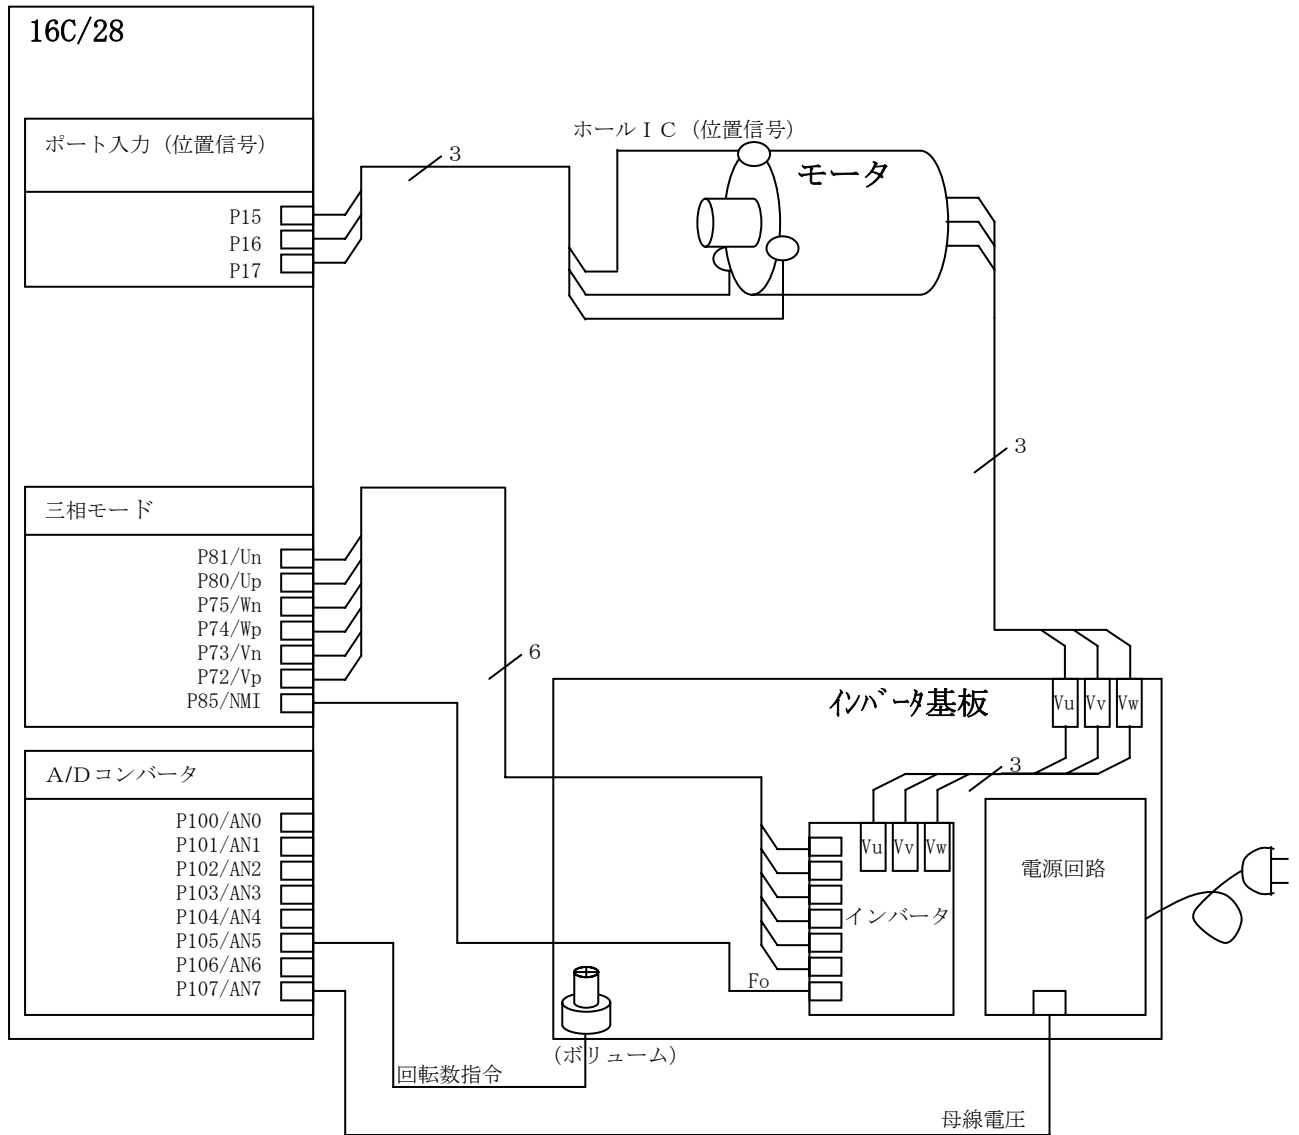 16C/28
ポート入力（位置信号）
P15
P16
P17
3
ホールＩＣ（位置信号）
モータ
3
三相モード
P81/Un
P80/Up
P75/Wn
P74/Wp
P73/Vn
P72/Vp
P85/NMI
6
インバータ基板
Vu Vv Vw
3
A/Dコンバータ
P100/AN0
P101/AN1
P102/AN2
P103/AN3
P104/AN4
P105/AN5
P106/AN6
P107/AN7
Vu Vv Vw
インバータ
Fo
電源回路
（ボリューム）
回転数指令
母線電圧